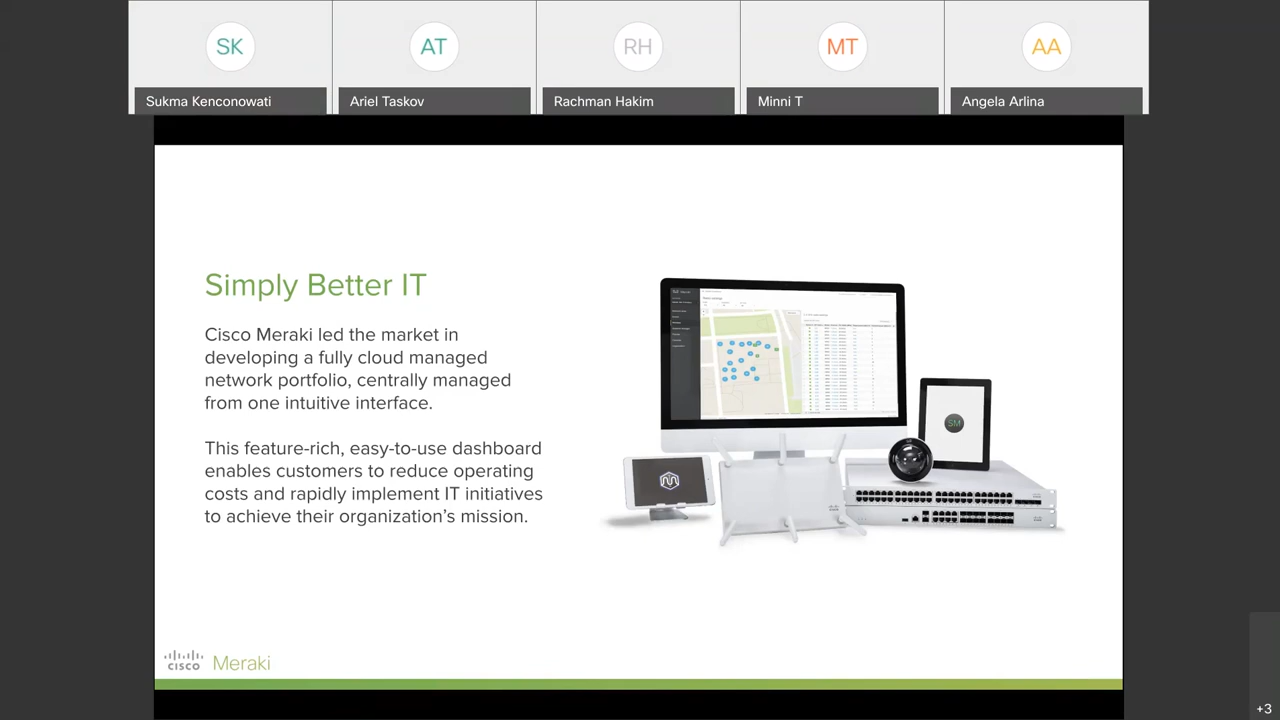 SK
AT
RH
MT
AA
Sukma Kenconowati
Ariel Taskov
Rachman Hakim
Minni T
Angela Arlina
Simply Better IT
Cisco Meraki led the market in
developing a fully cloud managed
network portfolio, centrally managed
from one intuitive interface.
This feature-rich, easy-to-use dashboard
enables customers to reduce operating
costs and rapidly implement IT initiatives
to achieve their organization's mission.
SM
CISCO Meraki
+3